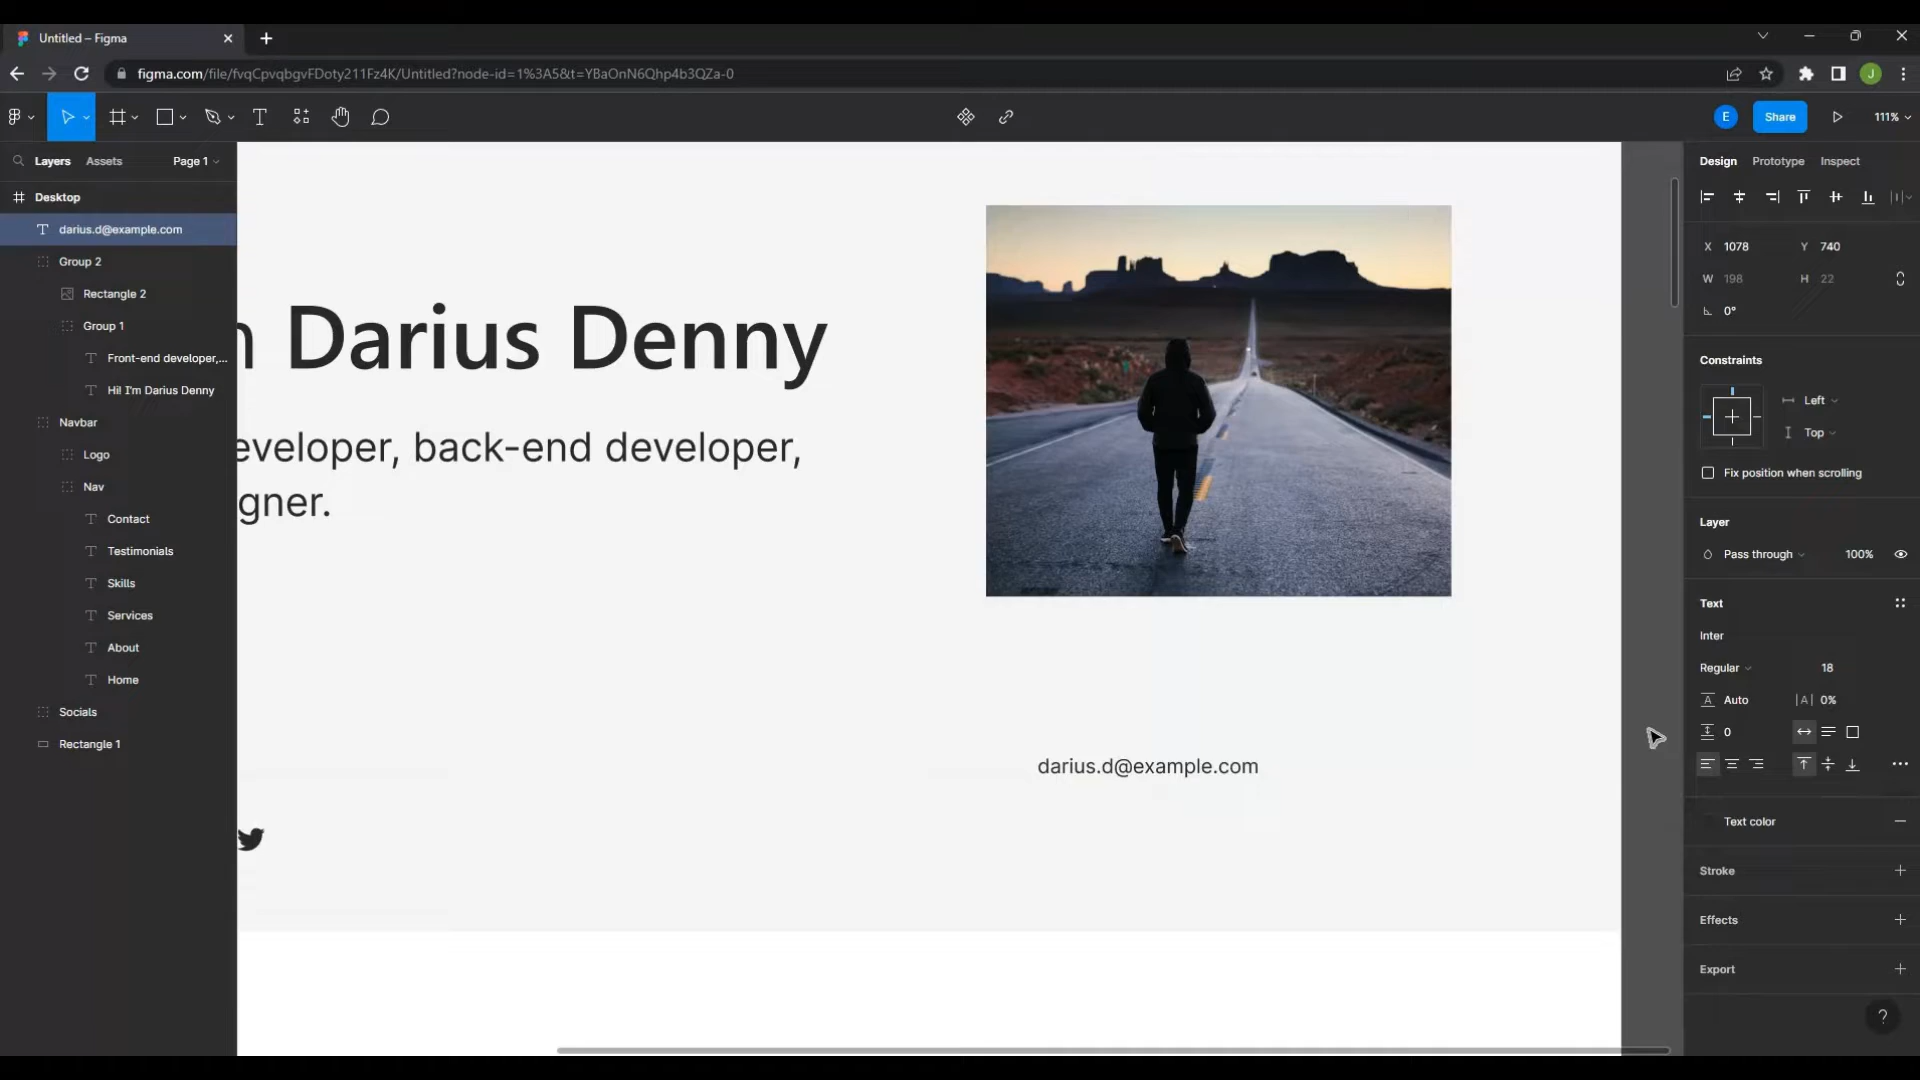 Untitled – Figma
figma.com/file/fvqCpvqbgvFDoty211Fz4K/Untitled?node-id=1%3A5&t=YBaOnN6Qhp4b3QZa-0
J
E
Share
111%
Layers
Assets
Page 1
Desktop
darius.d@example.com
Group 2
Rectangle 2
Group 1
Front-end developer,...
Hi! I'm Darius Denny
Navbar
Logo
Nav
Contact
Testimonials
Skills
Services
About
Home
Socials
Rectangle 1
n Darius Denny
eveloper, back-end developer,
gner.
darius.d@example.com
Design
Prototype
Inspect
X 1078
Y 740
W 198
H 22
0°
Constraints
Left
Top
Fix position when scrolling
Layer
Pass through
100%
Text
Inter
Regular
18
A Auto
|A| 0%
0
Text color
Stroke
Effects
Export
?